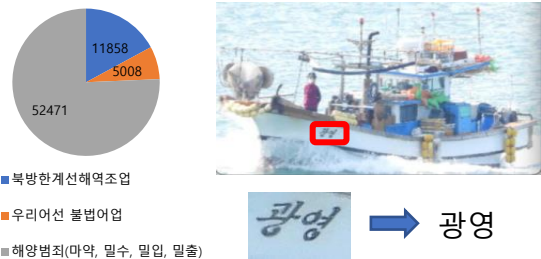 11858
5008
52471
북방한계선해역조업
우리어선 불법어업
해양범죄(마약, 밀수, 밀입, 밀출)
광영
광영